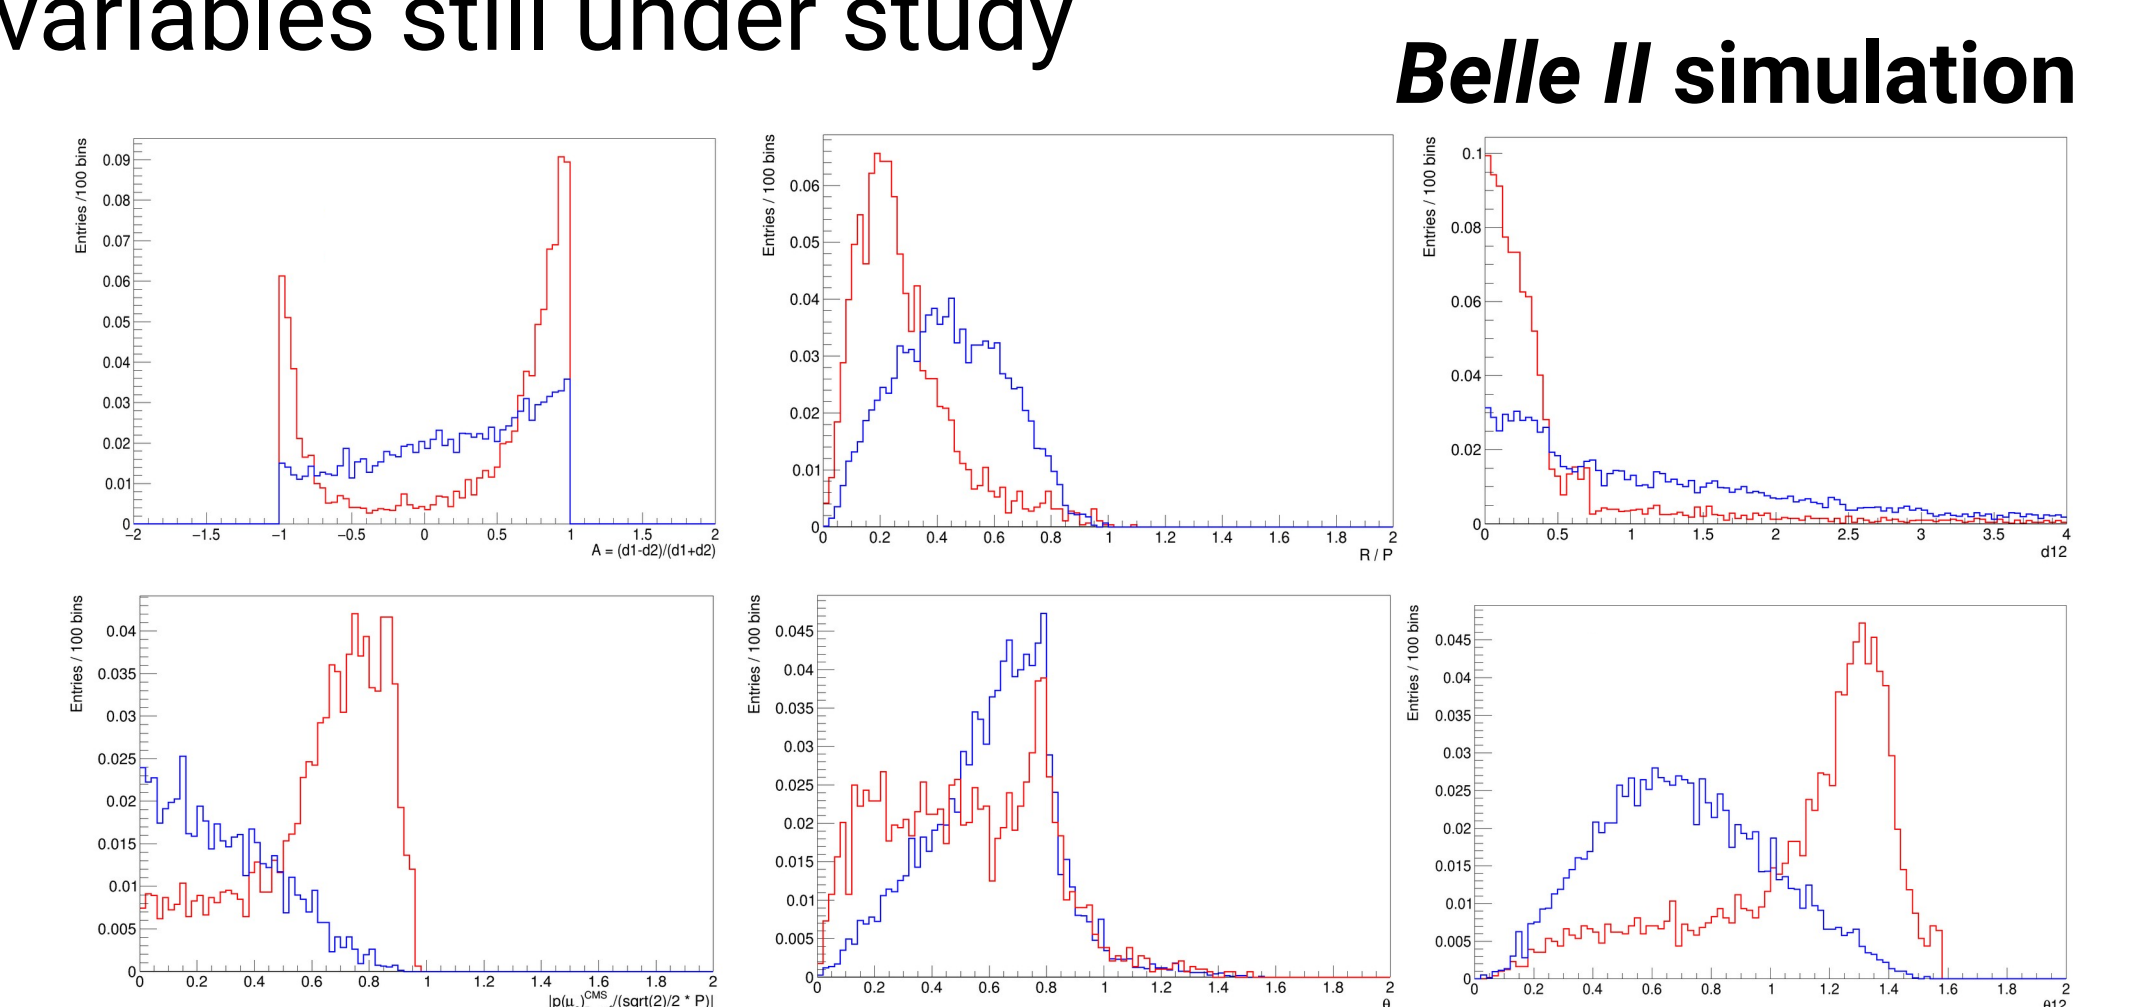 variables still under study
Belle II simulation
Entries /100 bins
0.09
0.08
0.07
0.06
0.05
0.04
0.03
0.02
0.01
0
−2 −1.5 −1 −0.5 0 0.5 1 1.5 2
A = (d1-d2)/(d1+d2)
Entries / 100 bins
0.06
0.05
0.04
0.03
0.02
0.01
0
0 0.2 0.4 0.6 0.8 1 1.2 1.4 1.6 1.8 2
R / P
Entries / 100 bins
0.1
0.08
0.06
0.04
0.02
0
0 0.5 1 1.5 2 2.5 3 3.5 4
d12
Entries / 100 bins
0.04
0.035
0.03
0.025
0.02
0.015
0.01
0.005
0
0 0.2 0.4 0.6 0.8 1 1.2 1.4 1.6 1.8 2
Entries / 100 bins
0.045
0.04
0.035
0.03
0.025
0.02
0.015
0.01
0.005
0
0 0.2 0.4 0.6 0.8 1 1.2 1.4 1.6 1.8 2
θ
Entries / 100 bins
0.045
0.04
0.035
0.03
0.025
0.02
0.015
0.01
0.005
0
0 0.2 0.4 0.6 0.8 1 1.2 1.4 1.6 1.8 2
θ12